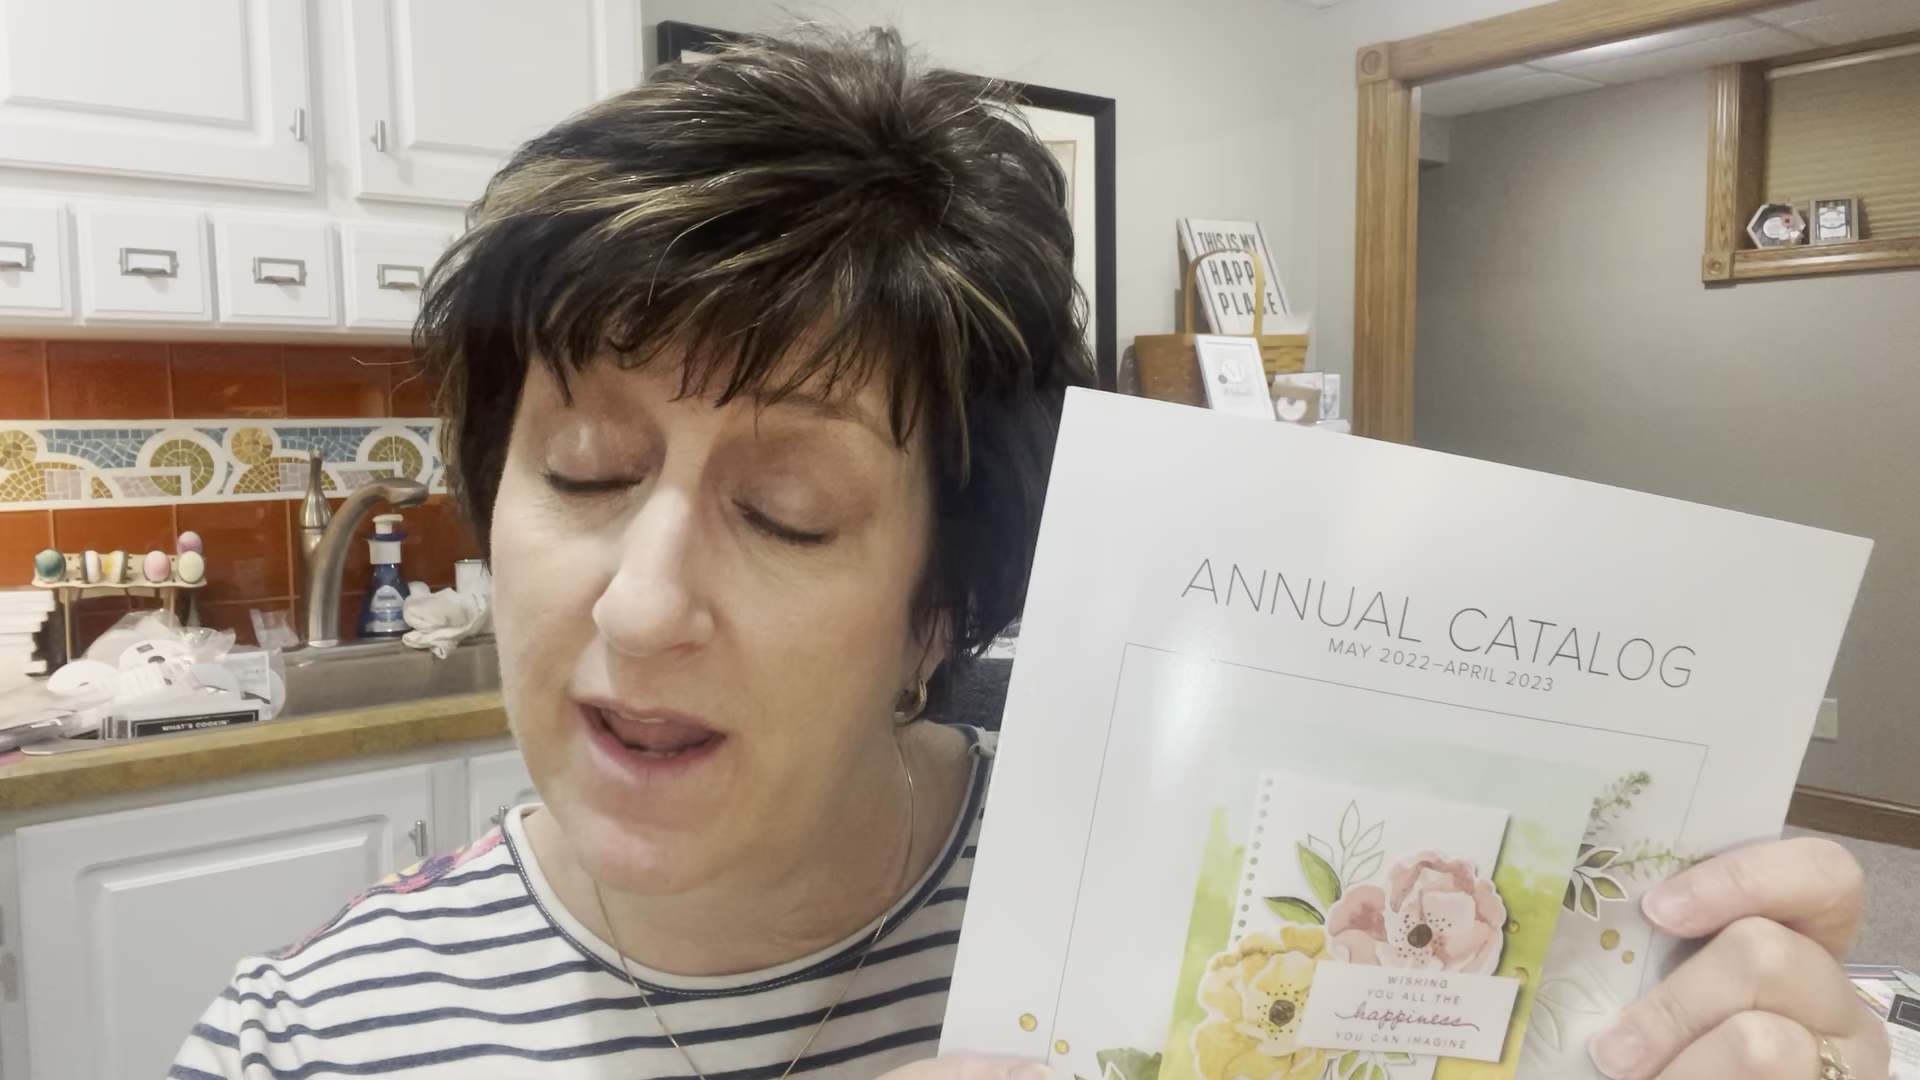 THIS IS MY
HAPPY
PLACE
ANNUAL CATALOG
MAY 2022–APRIL 2023
WISHING
YOU ALL THE
happiness
YOU CAN IMAGINE
WHAT'S COOKIN'